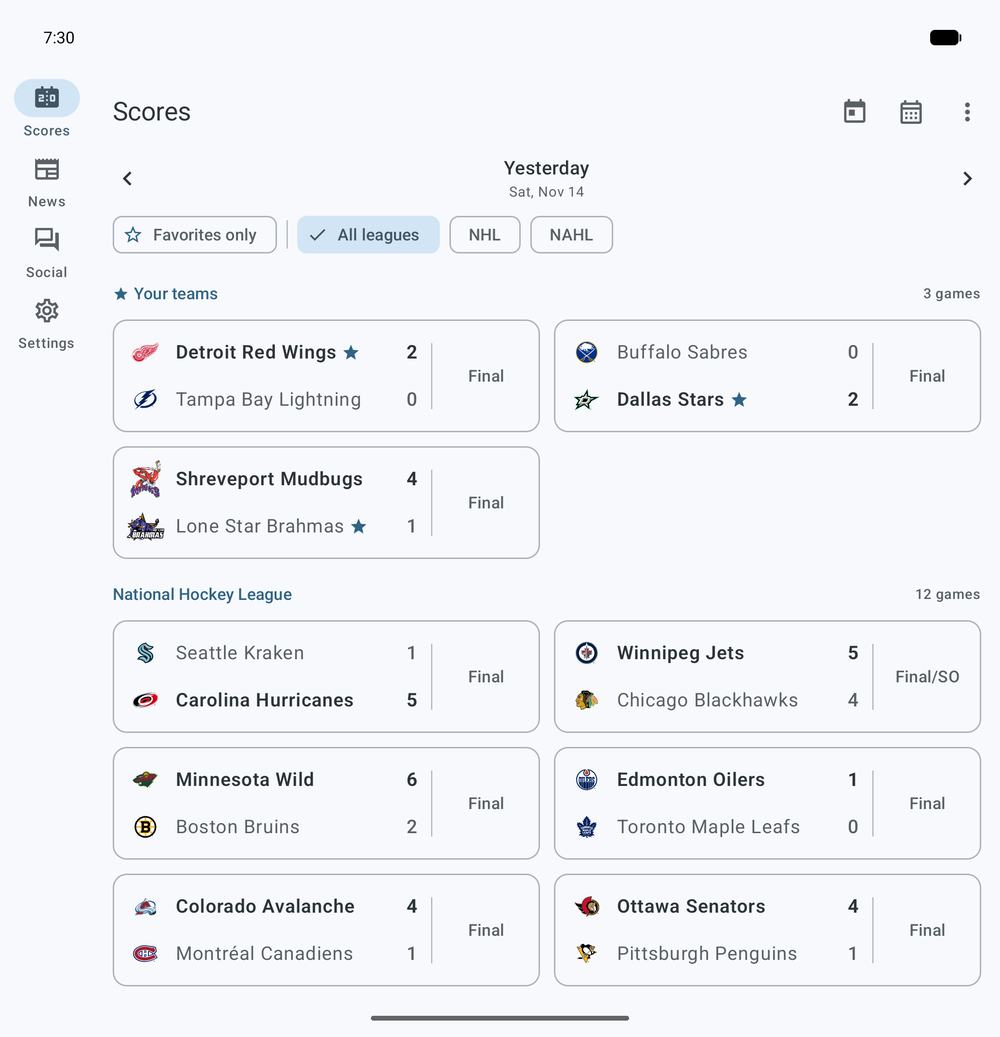 7:30
Scores
Scores
News
Social
Settings
Yesterday
Sat, Nov 14
Favorites only
All leagues
NHL
NAHL
Your teams
3 games
Detroit Red Wings 2
Tampa Bay Lightning 0
Final
Buffalo Sabres 0
Dallas Stars 2
Final
Shreveport Mudbugs 4
Lone Star Brahmas 1
Final
National Hockey League
12 games
Seattle Kraken 1
Carolina Hurricanes 5
Final
Winnipeg Jets 5
Chicago Blackhawks 4
Final/SO
Minnesota Wild 6
Boston Bruins 2
Final
Edmonton Oilers 1
Toronto Maple Leafs 0
Final
Colorado Avalanche 4
Montréal Canadiens 1
Final
Ottawa Senators 4
Pittsburgh Penguins 1
Final